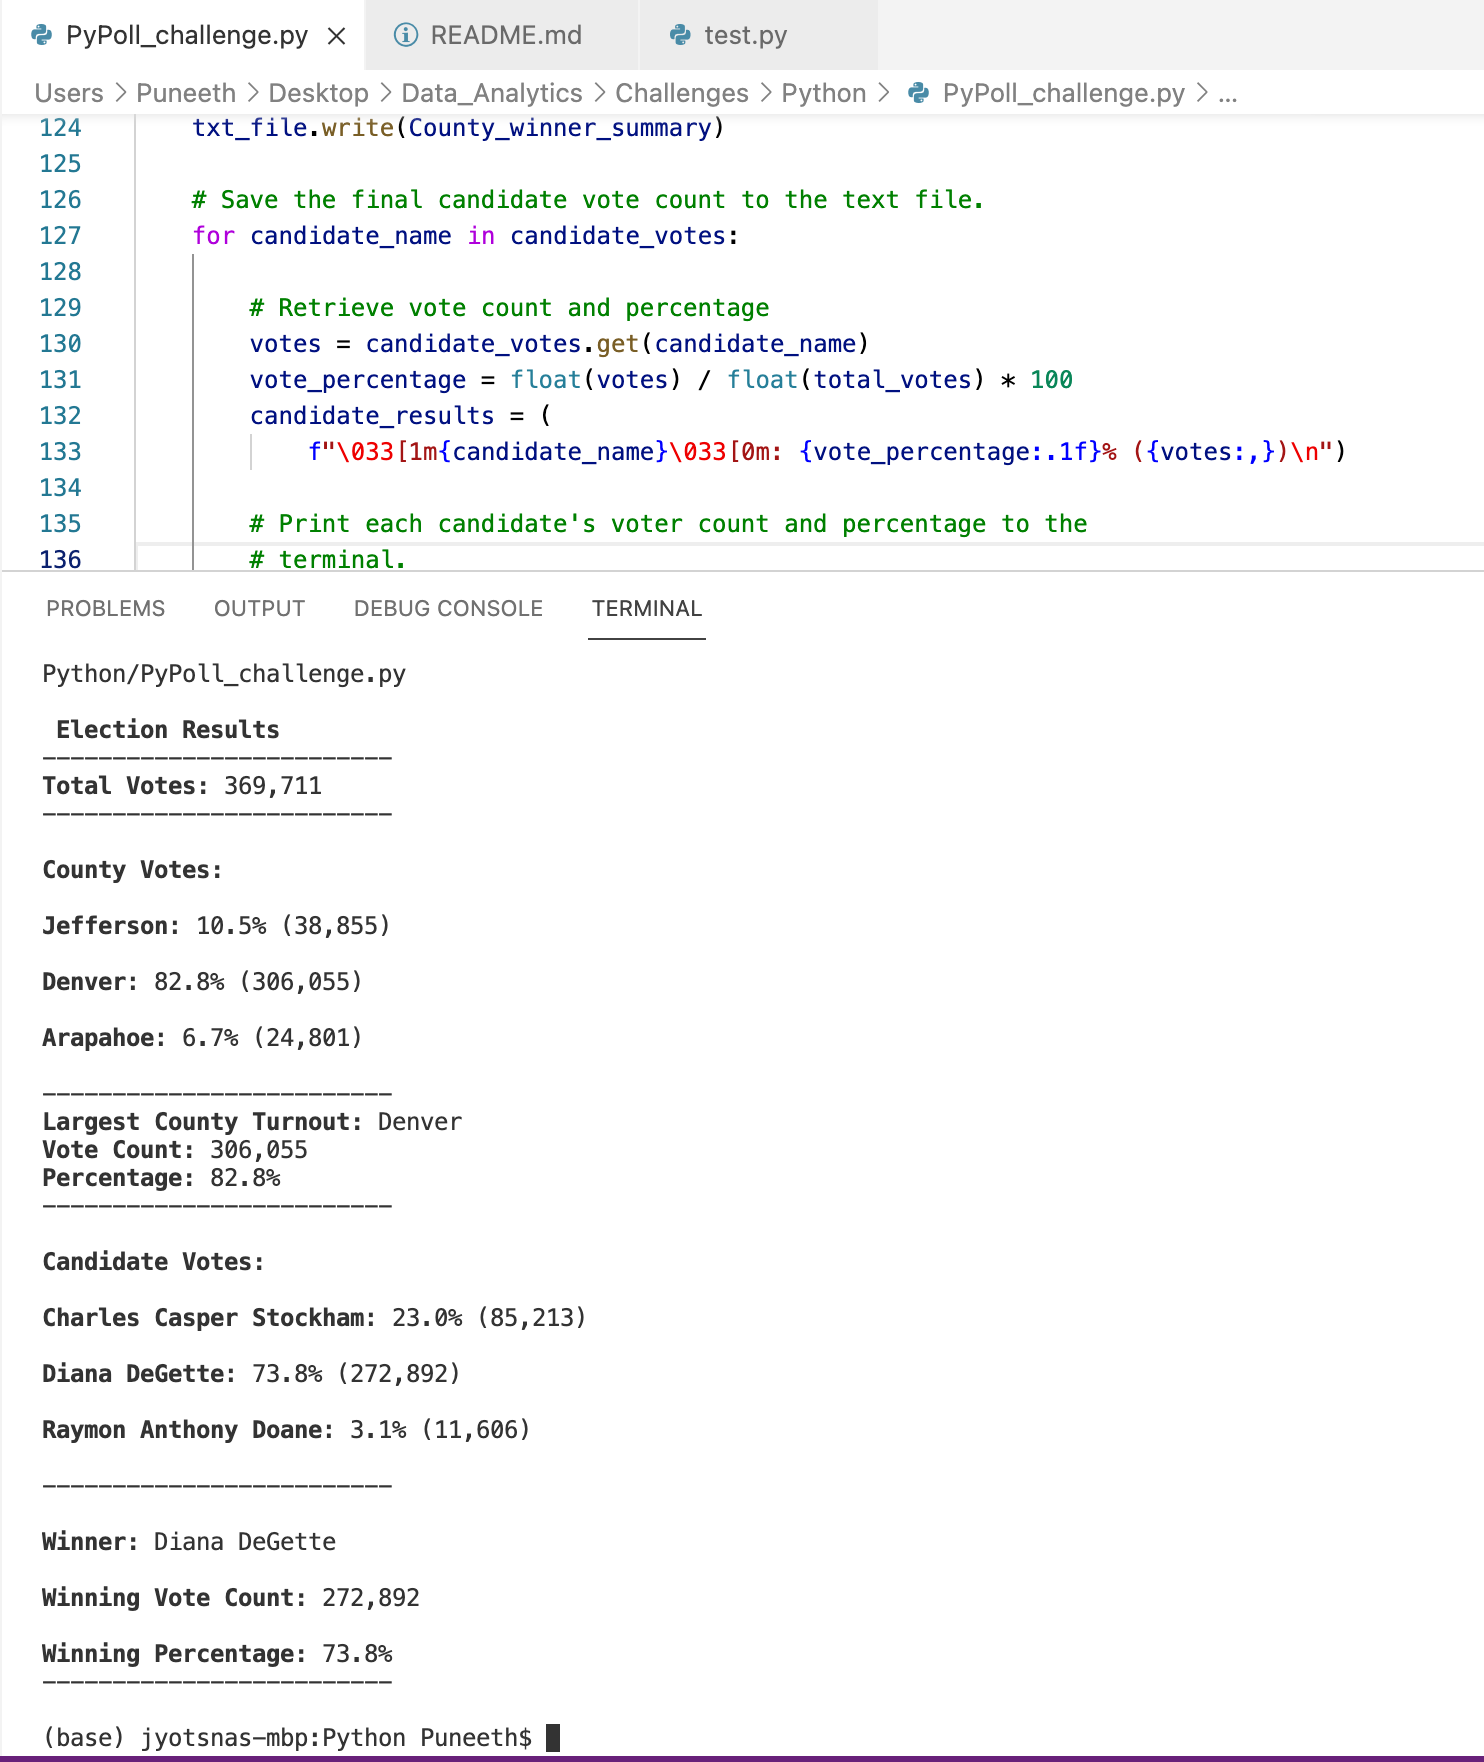 PyPoll_challenge.py × README.md test.py
Users > Puneeth > Desktop > Data_Analytics > Challenges > Python > PyPoll_challenge.py > ...
124 txt_file.write(County_winner_summary)
125
126 # Save the final candidate vote count to the text file.
127 for candidate_name in candidate_votes:
128
129 # Retrieve vote count and percentage
130 votes = candidate_votes.get(candidate_name)
131 vote_percentage = float(votes) / float(total_votes) * 100
132 candidate_results = (
133 f"\033[1m{candidate_name}\033[0m: {vote_percentage:.1f}% ({votes:,})\n")
134
135 # Print each candidate's voter count and percentage to the
136 # terminal.
PROBLEMS OUTPUT DEBUG CONSOLE TERMINAL
Python/PyPoll_challenge.py
Election Results
-------------------------
Total Votes: 369,711
-------------------------
County Votes:
Jefferson: 10.5% (38,855)
Denver: 82.8% (306,055)
Arapahoe: 6.7% (24,801)
-------------------------
Largest County Turnout: Denver
Vote Count: 306,055
Percentage: 82.8%
-------------------------
Candidate Votes:
Charles Casper Stockham: 23.0% (85,213)
Diana DeGette: 73.8% (272,892)
Raymon Anthony Doane: 3.1% (11,606)
-------------------------
Winner: Diana DeGette
Winning Vote Count: 272,892
Winning Percentage: 73.8%
-------------------------
(base) jyotsnas-mbp:Python Puneeth$